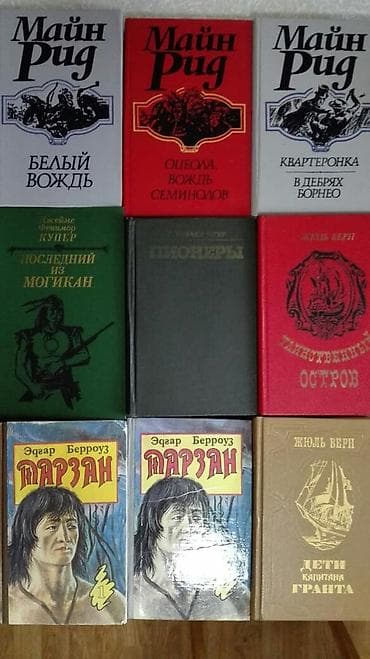 Майн
Рид
БЕЛЫЙ
ВОЖДЬ
Майн
Рид
ОЦЕОЛА,
ВОЖДЬ
СЕМИНОЛОВ
Майн
Рид
КВАРТЕРОНКА
В ДЕБРЯХ
БОРНЕО
Джеймс
Фенимор
КУПЕР
ПОСЛЕДНИЙ ИЗ
МОГИКАН
ПИОНЕРЫ
ЖЮЛЬ ВЕРН
ТАИНСТВЕННЫЙ
ОСТРОВ
Эдгар Берроуз
ТАРЗАН
1
Эдгар Берроуз
ТАРЗАН
ЖЮЛЬ ВЕРН
ДЕТИ
КАПИТАНА
ГРАНТА